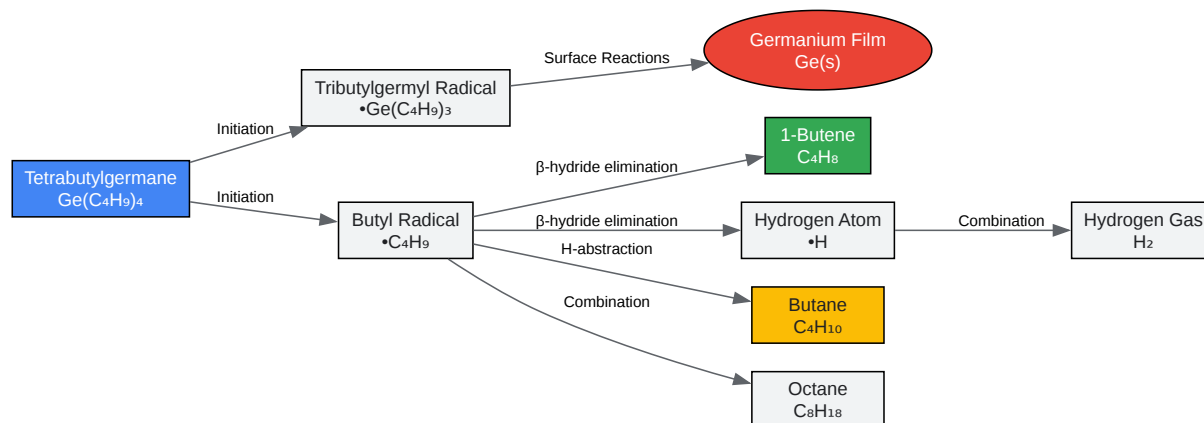 Germanium Film
Ge(s)
Surface Reactions
Tributylgermyl Radical
•Ge(C₄H₉)₃
Initiation
1-Butene
C₄H₈
β-hydride elimination
Tetrabutylgermane
Ge(C₄H₉)₄
Initiation
Butyl Radical
•C₄H₉
β-hydride elimination
Hydrogen Atom
•H
Combination
Hydrogen Gas
H₂
H-abstraction
Butane
C₄H₁₀
Combination
Octane
C₈H₁₈